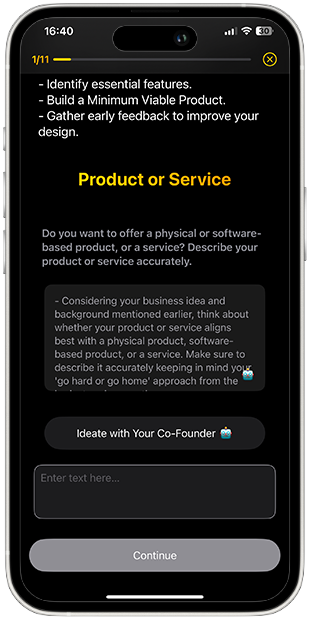 16:40
30
1/11
- Identify essential features.
- Build a Minimum Viable Product.
- Gather early feedback to improve your
design.
Product or Service
Do you want to offer a physical or software-
based product, or a service? Describe your
product or service accurately.
- Considering your business idea and
background mentioned earlier, think about
whether your product or service aligns
best with a physical product, software-
based product, or a service. Make sure to
describe it accurately keeping in mind your
'go hard or go home' approach from the
Ideate with Your Co-Founder
Enter text here...
Continue